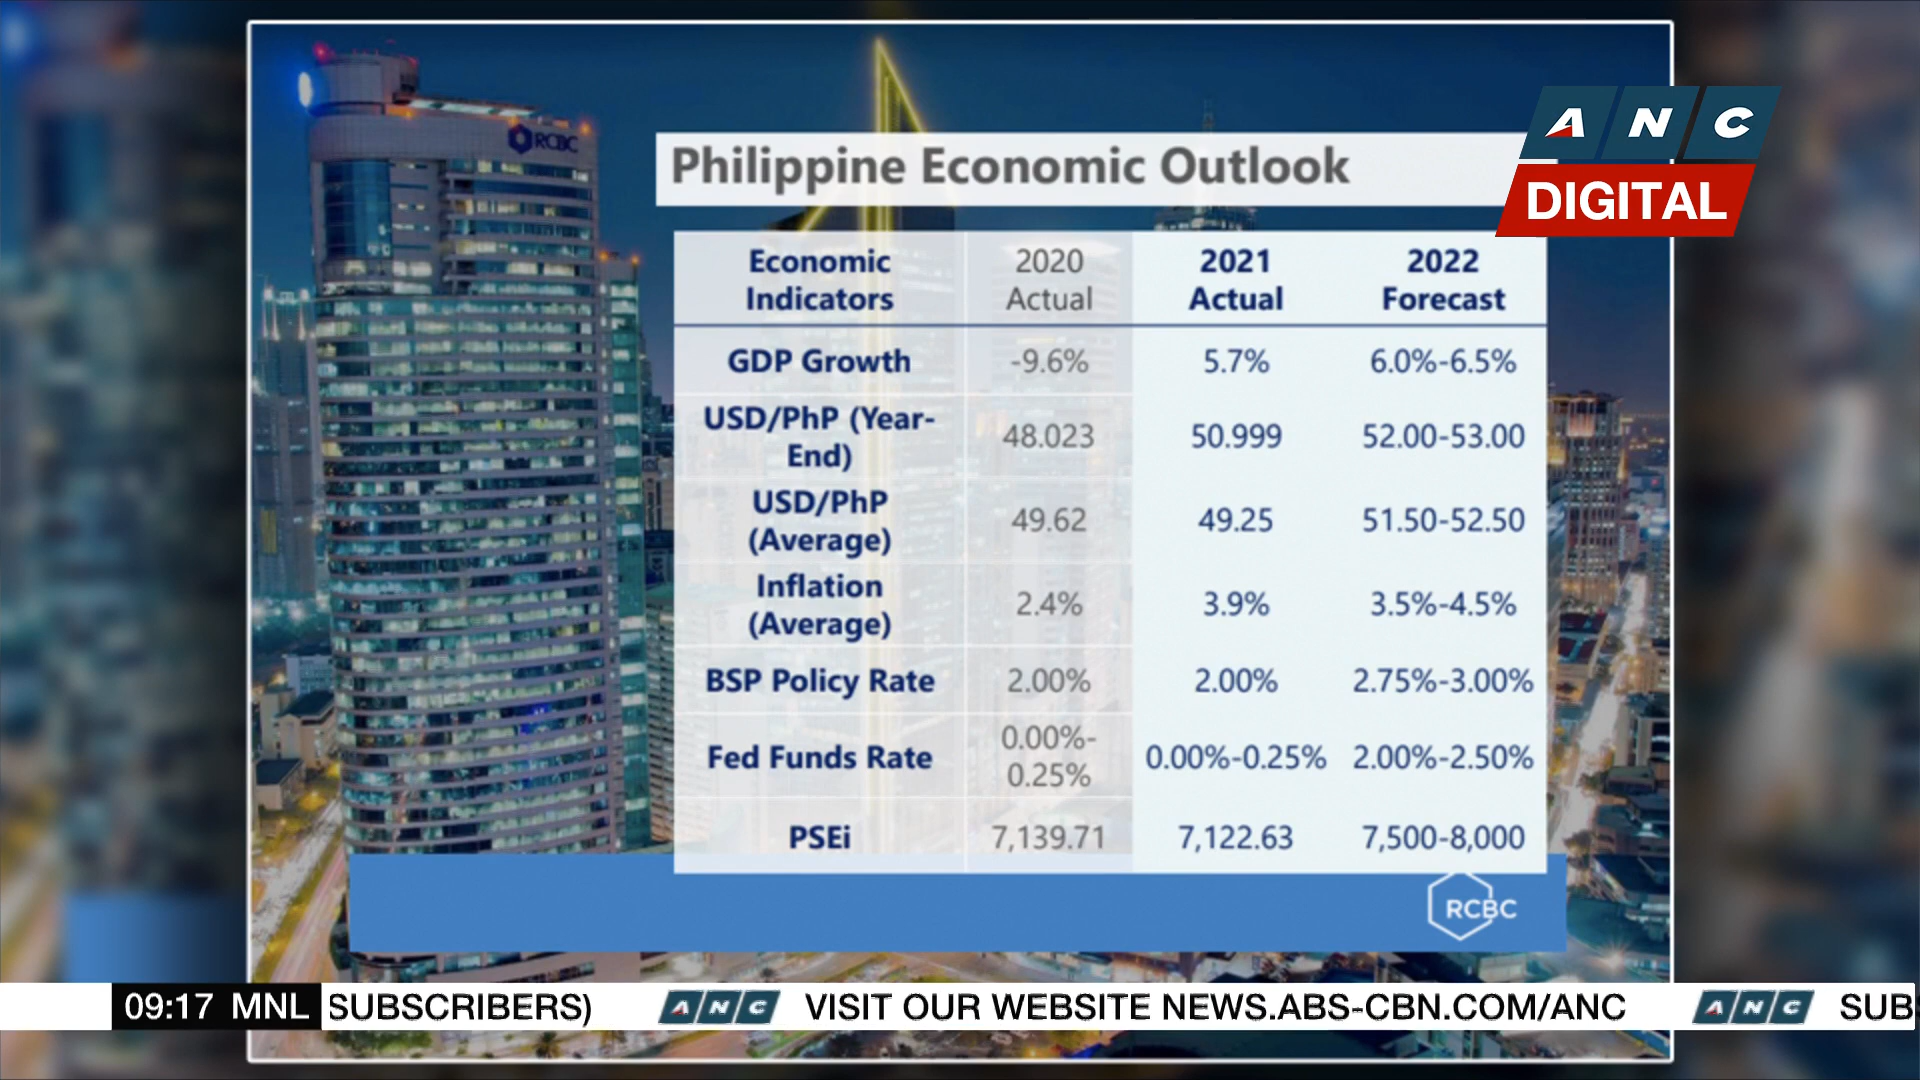 RCBC
A N C
DIGITAL
Philippine Economic Outlook
Economic Indicators 2020 Actual 2021 Actual 2022 Forecast
GDP Growth -9.6% 5.7% 6.0%-6.5%
USD/PhP (Year-End) 48.023 50.999 52.00-53.00
USD/PhP (Average) 49.62 49.25 51.50-52.50
Inflation (Average) 2.4% 3.9% 3.5%-4.5%
BSP Policy Rate 2.00% 2.00% 2.75%-3.00%
Fed Funds Rate 0.00%-0.25% 0.00%-0.25% 2.00%-2.50%
PSEi 7,139.71 7,122.63 7,500-8,000
RCBC
09:17 MNL SUBSCRIBERS) ANC VISIT OUR WEBSITE NEWS.ABS-CBN.COM/ANC ANC SUB